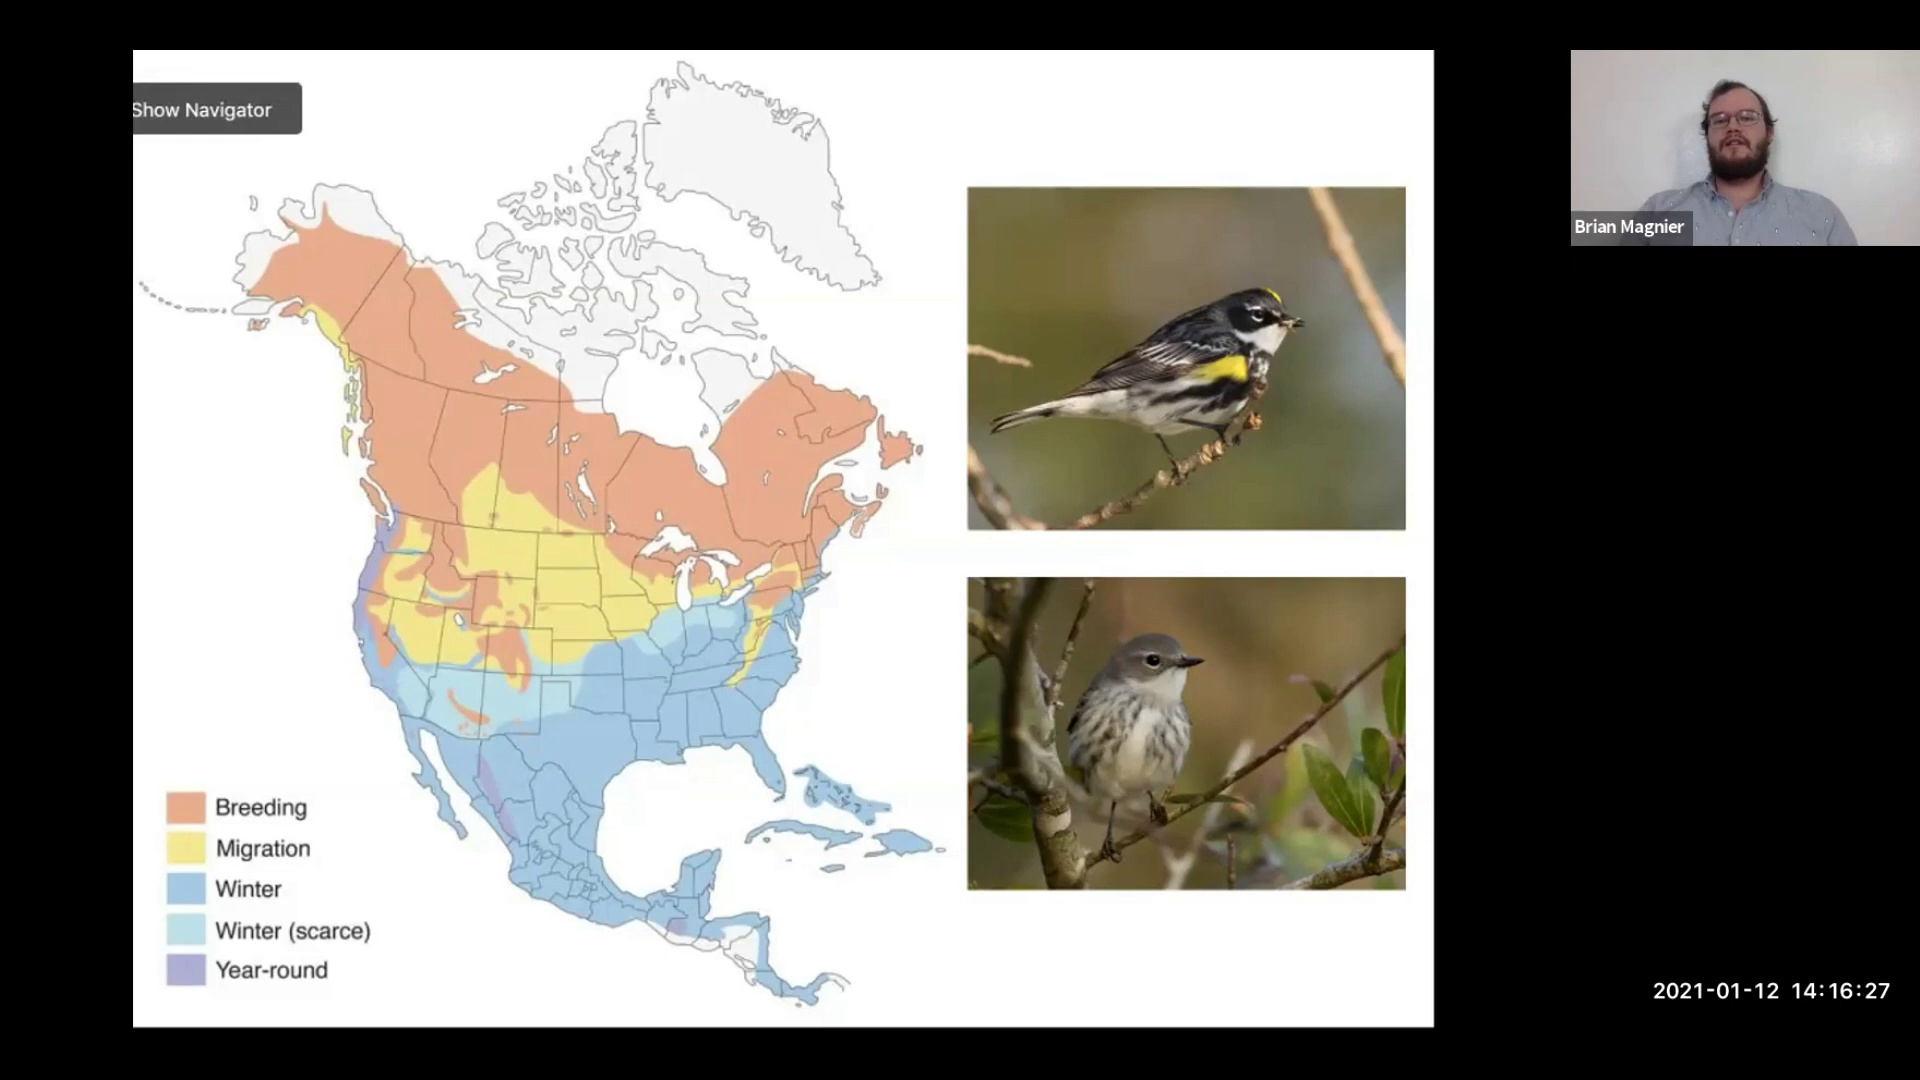 Show Navigator
Brian Magnier
Breeding
Migration
Winter
Winter (scarce)
Year-round
2021-01-12 14:16:27